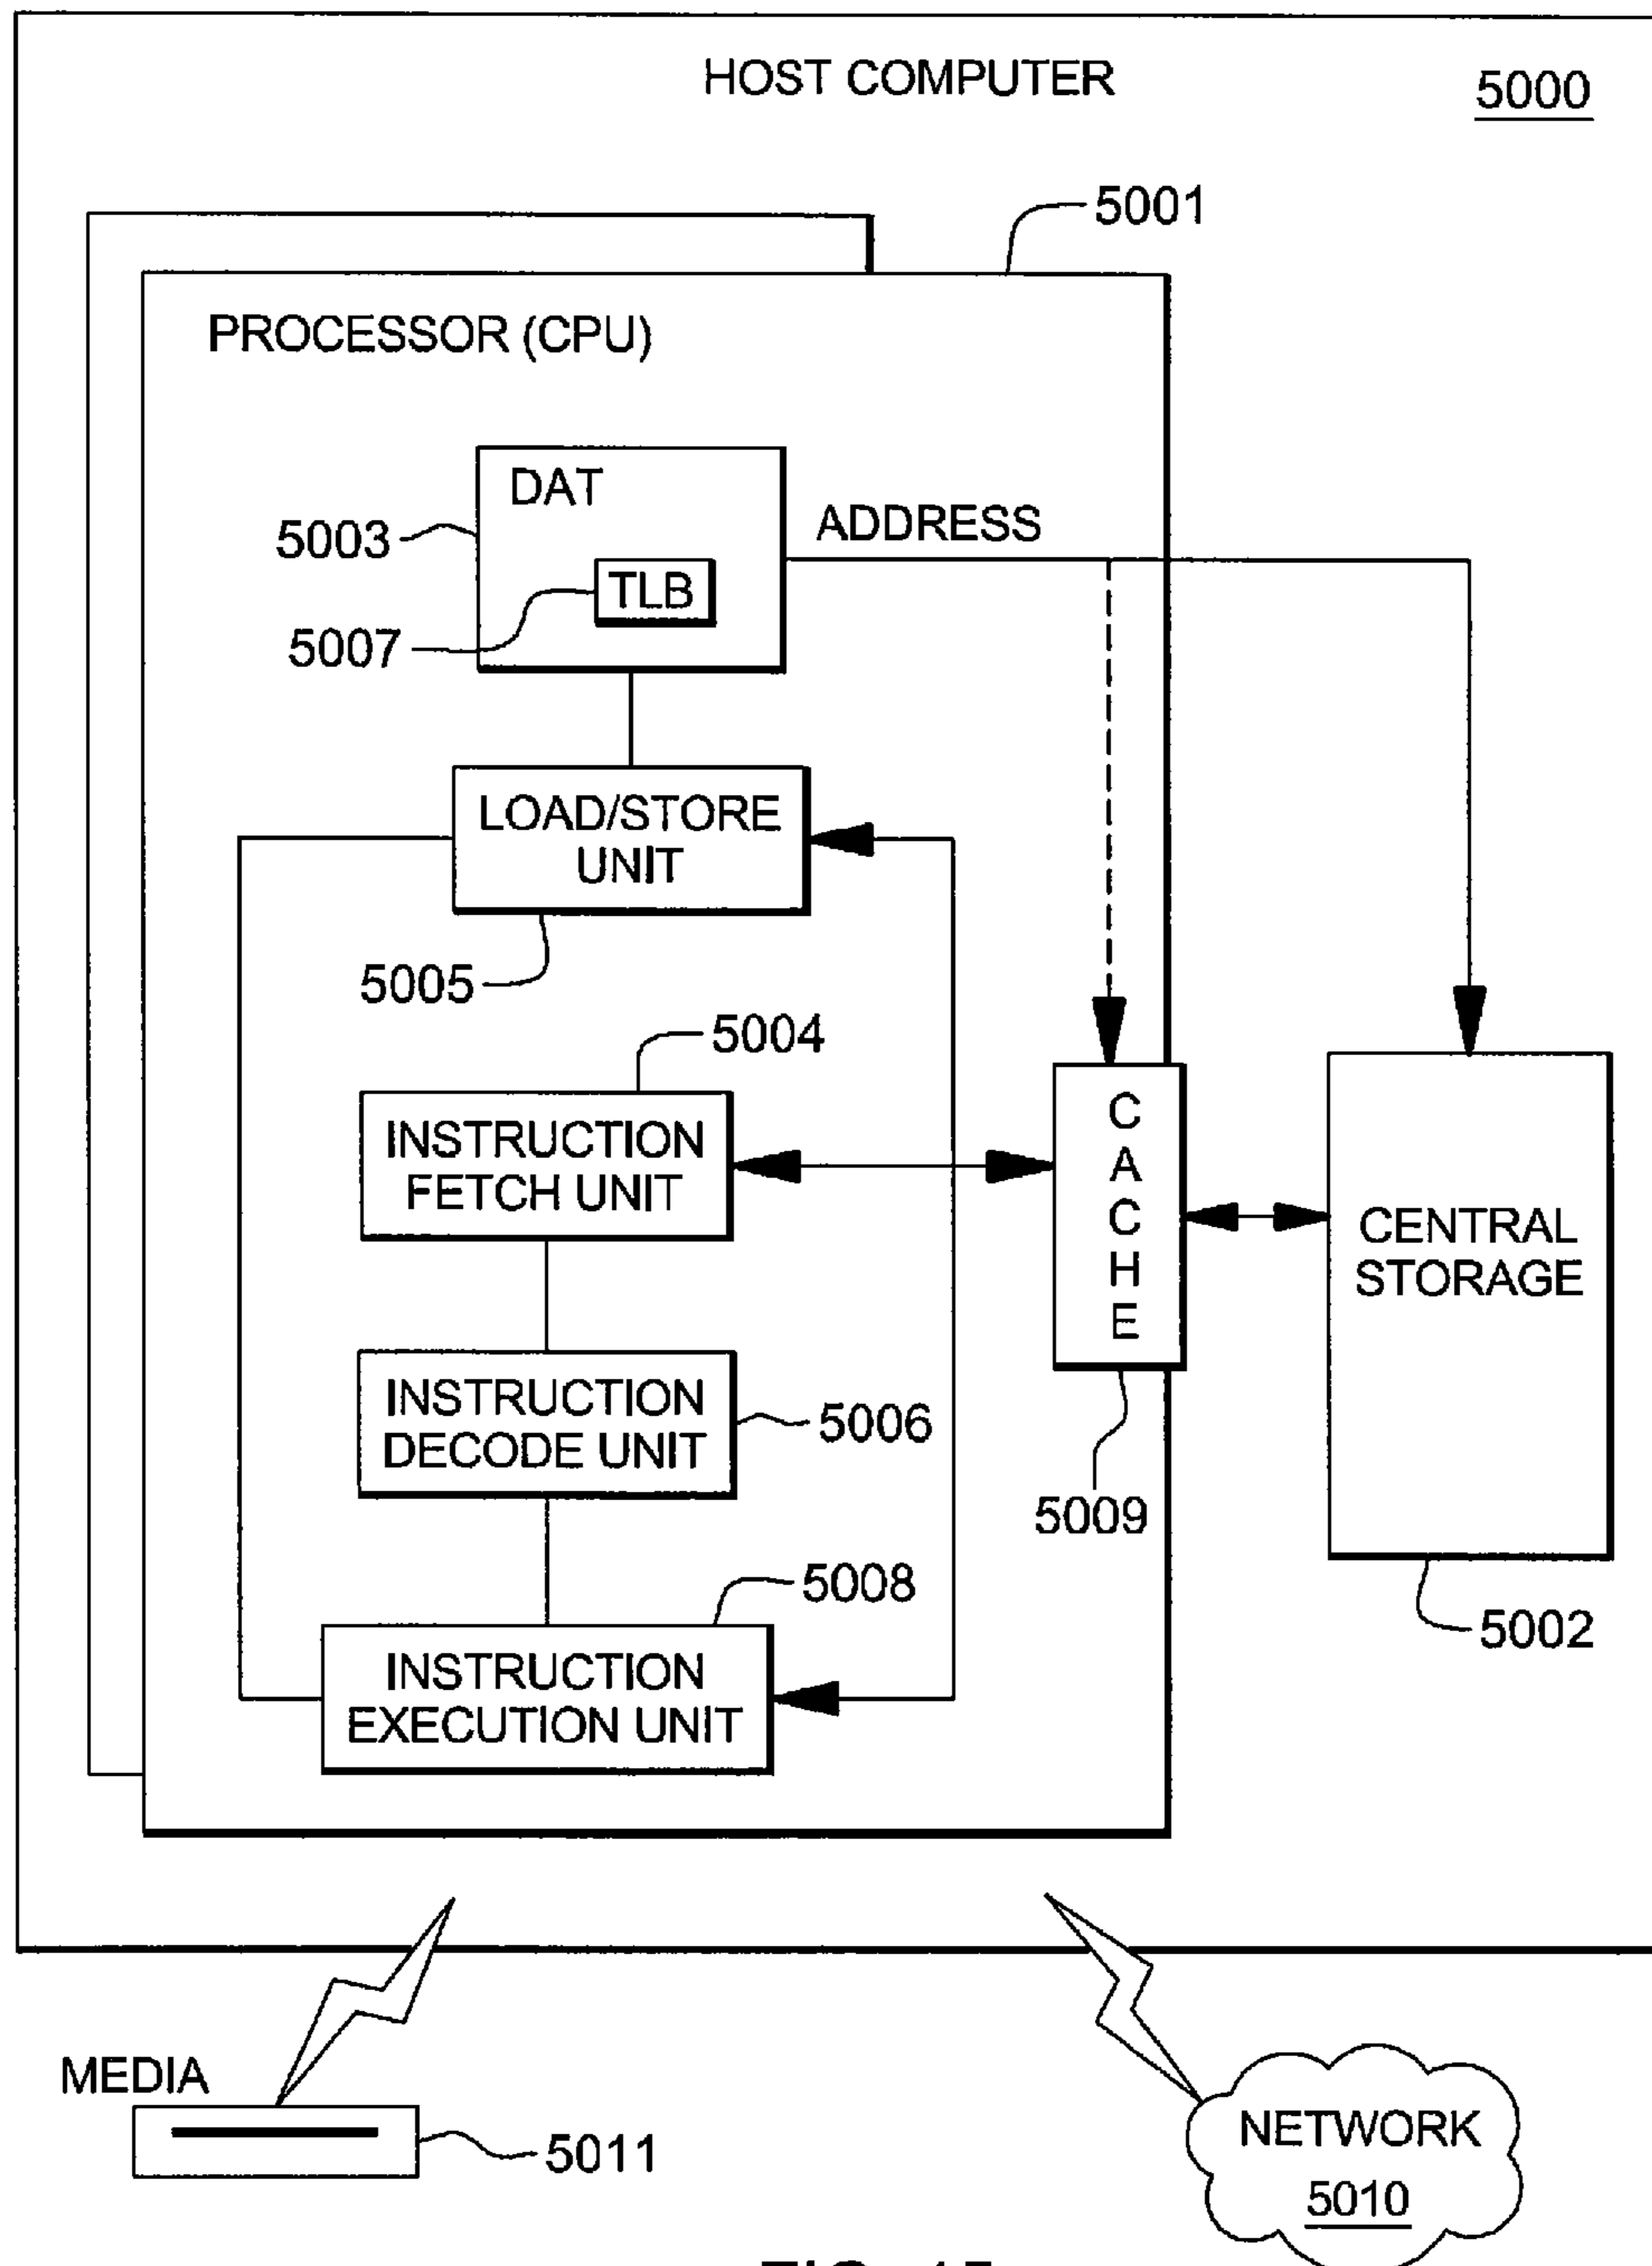 HOST COMPUTER
5000
5001
PROCESSOR (CPU)
DAT
5003
ADDRESS
TLB
5007
LOAD/STORE
UNIT
5005
5004
INSTRUCTION
FETCH UNIT
C
A
C
H
E
CENTRAL
STORAGE
INSTRUCTION
DECODE UNIT
5006
5009
5008
5002
INSTRUCTION
EXECUTION UNIT
MEDIA
5011
NETWORK
5010